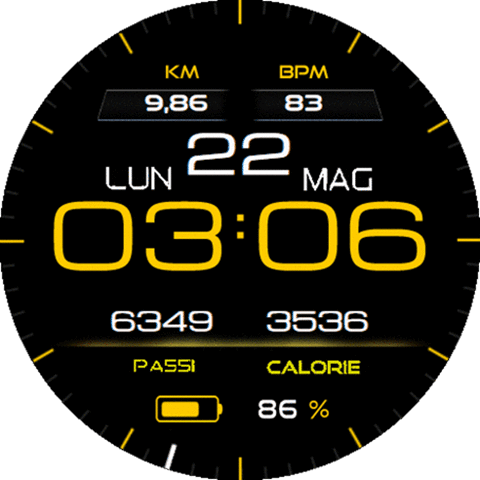 KM BPM
9,86 83
LUN 22 MAG
03:06
6349 3536
PASSI CALORIE
86 %